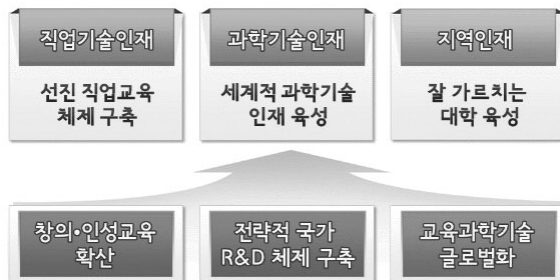 직업기술인재
과학기술인재
지역인재
선진 직업교육
체제 구축
세계적 과학기술
인재 육성
잘 가르치는
대학 육성
창의•인성교육
확산
전략적 국가
R&D 체제 구축
교육과학기술
글로벌화